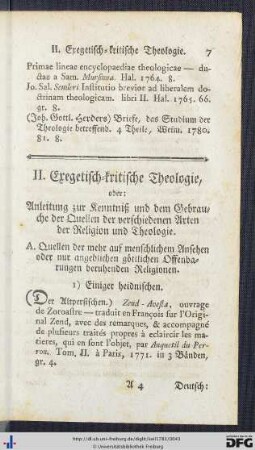 II. Exegetisch-kritische Theologie. 7
Primae lineae encyclopaediae theologicae — du-
ctae a Sam. Mursinna. Hal. 1764. 8.
Jo. Sal. Semleri Institutio brevior ad liberalem do-
ctrinam theologicam. libri II. Hal. 1765. 66.
gr. 8.
(Joh. Gottl. Herders) Briefe, das Studium der
Theologie betreffend. 4 Theile, Weim. 1780.
81. 8.
II. Exegetisch-kritische Theologie,
oder:
Anleitung zur Kenntniß und dem Gebrau-
che der Quellen der verschiedenen Arten
der Religion und Theologie.
A. Quellen der mehr auf menschlichem Ansehen
oder nur angeblichen göttlichen Offenba-
rungen beruhenden Religionen.
1) Einiger heidnischen.
(Der Altpersischen.) Zend-Avesta, ouvrage
de Zoroastre — traduit en François sur l'Origi-
nal Zend, avec des remarques, & accompagné
de plusieurs traités propres à eclaircir les ma-
tieres, qui en sont l'objet, par Anquetil du Per-
ron. Tom. II. à Paris, 1771. in 3 Bänden,
gr. 4.
A 4 Deutsch:
© Universitätsbibliothek Freiburg
DFG